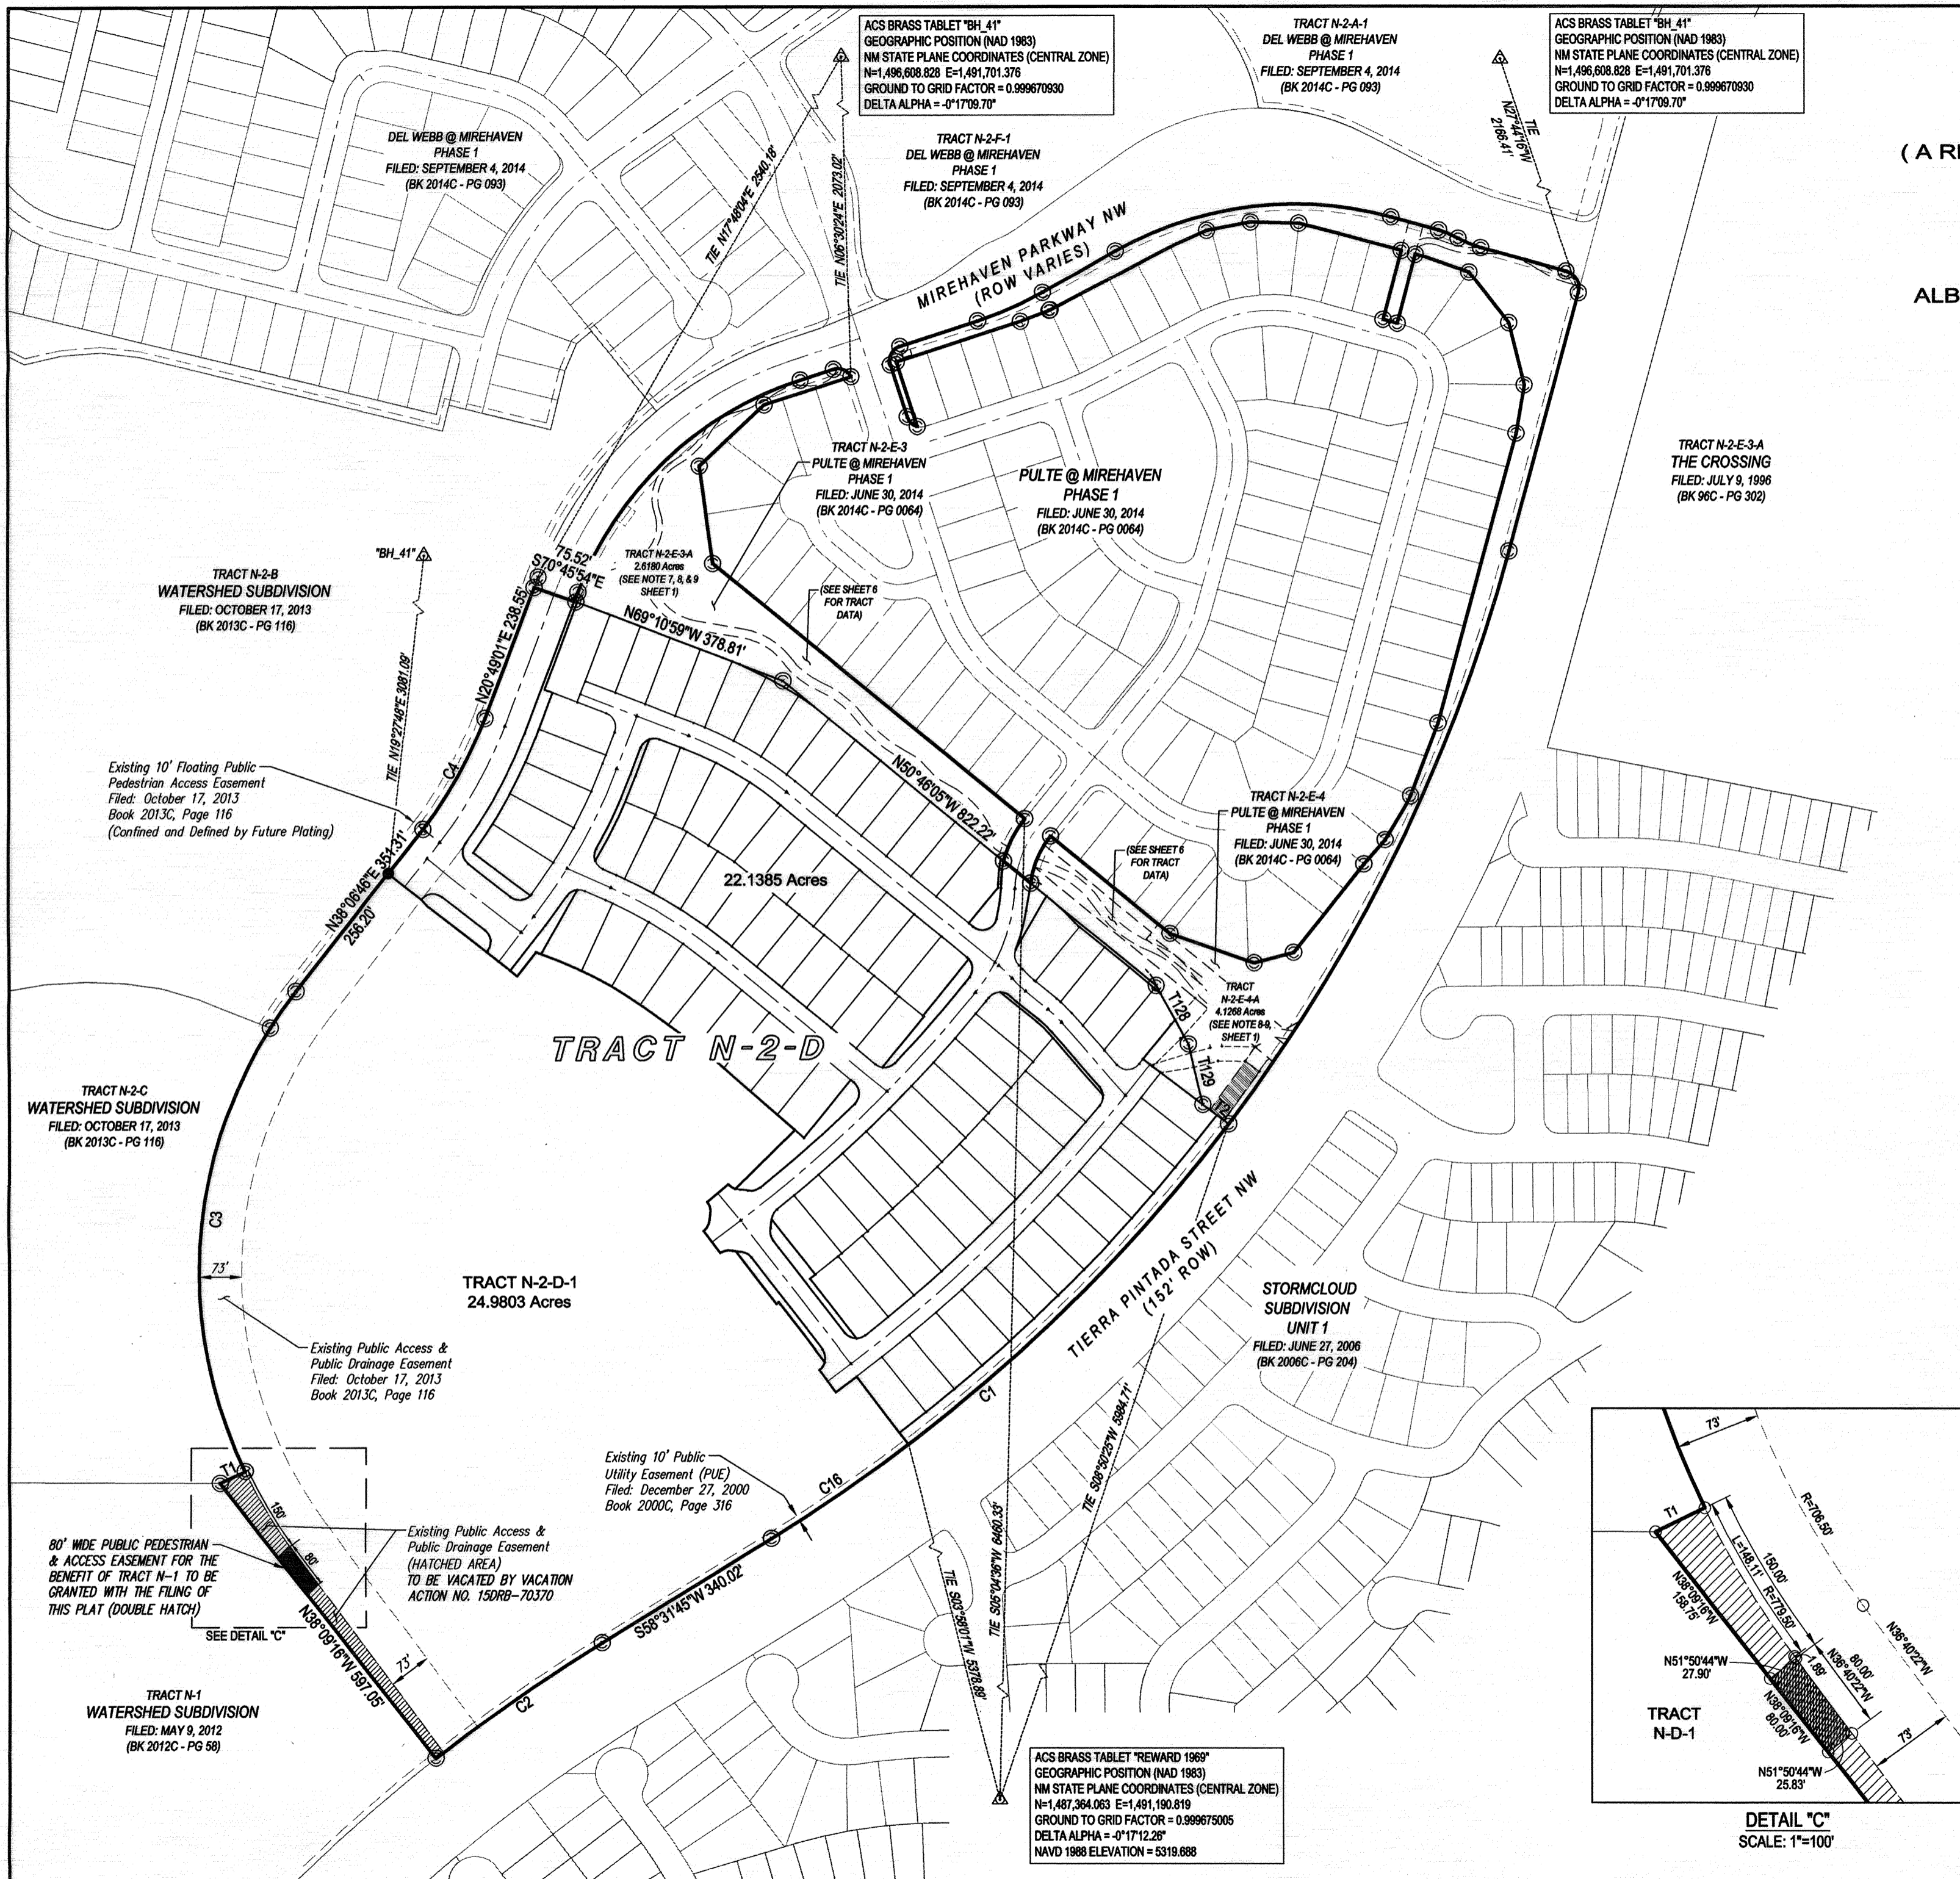 ACS BRASS TABLET "BH_41"
GEOGRAPHIC POSITION (NAD 1983)
NM STATE PLANE COORDINATES (CENTRAL ZONE)
N=1,496,608.828 E=1,491,701.376
GROUND TO GRID FACTOR = 0.999670930
DELTA ALPHA = -0°17'09.70"
TRACT N-2-A-1
DEL WEBB @ MIREHAVEN
PHASE 1
FILED: SEPTEMBER 4, 2014
(BK 2014C - PG 093)
ACS BRASS TABLET "BH_41"
GEOGRAPHIC POSITION (NAD 1983)
NM STATE PLANE COORDINATES (CENTRAL ZONE)
N=1,496,608.828 E=1,491,701.376
GROUND TO GRID FACTOR = 0.999670930
DELTA ALPHA = -0°17'09.70"
TIE
N27°44'16"W
2166.41'
( A R
ALB
DEL WEBB @ MIREHAVEN
PHASE 1
FILED: SEPTEMBER 4, 2014
(BK 2014C - PG 093)
TRACT N-2-F-1
DEL WEBB @ MIREHAVEN
PHASE 1
FILED: SEPTEMBER 4, 2014
(BK 2014C - PG 093)
TIE N17°48'04"E 2540.18'
TIE N06°30'24"E 2073.02'
MIREHAVEN PARKWAY NW
(ROW VARIES)
TRACT N-2-E-3
PULTE @ MIREHAVEN
PHASE 1
FILED: JUNE 30, 2014
(BK 2014C - PG 0064)
PULTE @ MIREHAVEN
PHASE 1
FILED: JUNE 30, 2014
(BK 2014C - PG 0064)
TRACT N-2-E-3-A
THE CROSSING
FILED: JULY 9, 1996
(BK 96C - PG 302)
"BH_41"
75.52'
S70°45'54"E
TRACT N-2-E-3-A
2.6180 Acres
(SEE NOTE 7, 8, & 9
SHEET 1)
TRACT N-2-B
WATERSHED SUBDIVISION
FILED: OCTOBER 17, 2013
(BK 2013C - PG 116)
(SEE SHEET 6
FOR TRACT
DATA)
N69°10'59"W 378.81'
N20°49'01"E 238.55'
TIE N19°27'48"E 3081.09'
C4
Existing 10' Floating Public
Pedestrian Access Easement
Filed: October 17, 2013
Book 2013C, Page 116
(Confined and Defined by Future Plating)
N50°46'05"W 822.22'
TRACT N-2-E-4
PULTE @ MIREHAVEN
PHASE 1
FILED: JUNE 30, 2014
(BK 2014C - PG 0064)
(SEE SHEET 6
FOR TRACT
DATA)
22.1385 Acres
N38°06'46"E 351.31'
256.20'
TRACT
N-2-E-4-A
4.1268 Acres
(SEE NOTE 8-9,
SHEET 1)
T128
T129
T2
TRACT N-2-D
TRACT N-2-C
WATERSHED SUBDIVISION
FILED: OCTOBER 17, 2013
(BK 2013C - PG 116)
C3
73'
TRACT N-2-D-1
24.9803 Acres
TIERRA PINTADA STREET NW
(152' ROW)
STORMCLOUD
SUBDIVISION
UNIT 1
FILED: JUNE 27, 2006
(BK 2006C - PG 204)
Existing Public Access &
Public Drainage Easement
Filed: October 17, 2013
Book 2013C, Page 116
C1
TIE S08°50'25"W 5984.71'
TIE S05°04'36"W 6460.33'
TIE S03°58'01"W 5378.89'
Existing 10' Public
Utility Easement (PUE)
Filed: December 27, 2000
Book 2000C, Page 316
C16
T1
150'
80'
80' WIDE PUBLIC PEDESTRIAN
& ACCESS EASEMENT FOR THE
BENEFIT OF TRACT N-1 TO BE
GRANTED WITH THE FILING OF
THIS PLAT (DOUBLE HATCH)
Existing Public Access &
Public Drainage Easement
(HATCHED AREA)
TO BE VACATED BY VACATION
ACTION NO. 15DRB-70370
SEE DETAIL "C"
N38°09'16"W 597.05'
73'
S58°31'45"W 340.02'
C2
TRACT N-1
WATERSHED SUBDIVISION
FILED: MAY 9, 2012
(BK 2012C - PG 58)
ACS BRASS TABLET "REWARD 1969"
GEOGRAPHIC POSITION (NAD 1983)
NM STATE PLANE COORDINATES (CENTRAL ZONE)
N=1,487,364.063 E=1,491,190.819
GROUND TO GRID FACTOR = 0.999675005
DELTA ALPHA = -0°17'12.26"
NAVD 1988 ELEVATION = 5319.688
73'
T1
R=706.50'
150.00'
L=148.11' R=779.50'
N38°09'16"W
158.75'
N36°40'22"W
N51°50'44"W
27.90'
1.89'
80.00'
N36°40'22"W
N38°09'16"W
80.00'
TRACT
N-D-1
73'
N51°50'44"W
25.83'
DETAIL "C"
SCALE: 1"=100'